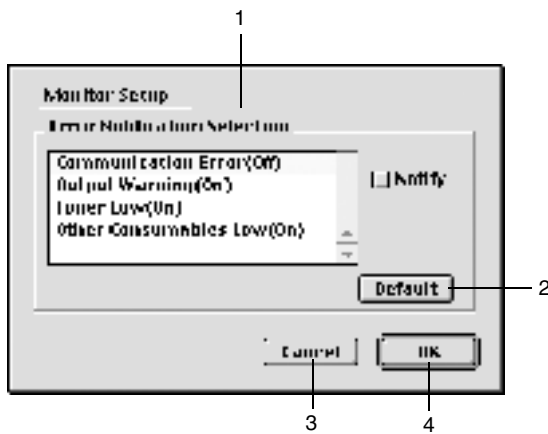 1
Monitor Setup
Error Notification Selection
Communication Error(Off)
Output Warning(On)
Toner Low(On)
Other Consumables Low(On)
Notify
Default
2
Cancel
OK
3
4